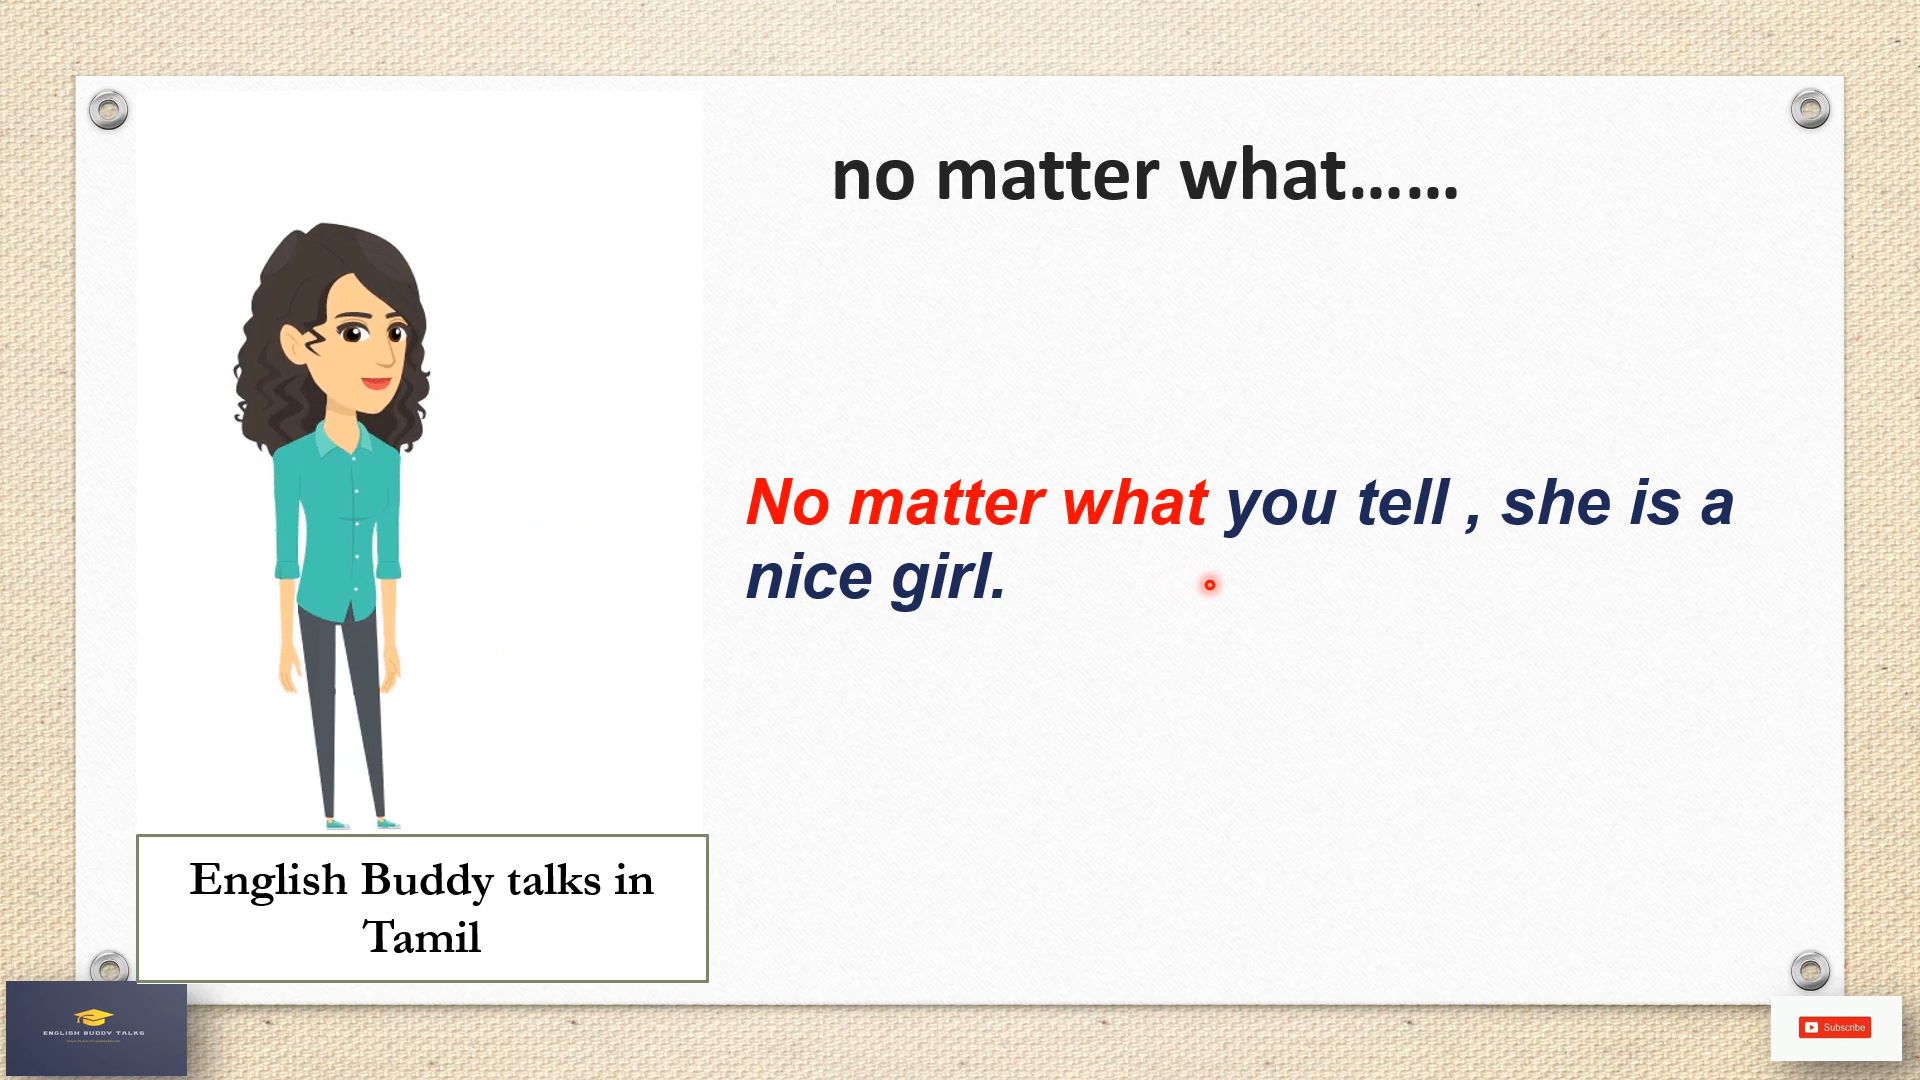 no matter what......
No matter what you tell , she is a
nice girl.
English Buddy talks in
Tamil
ENGLISH BUDDY TALKS
Subscribe